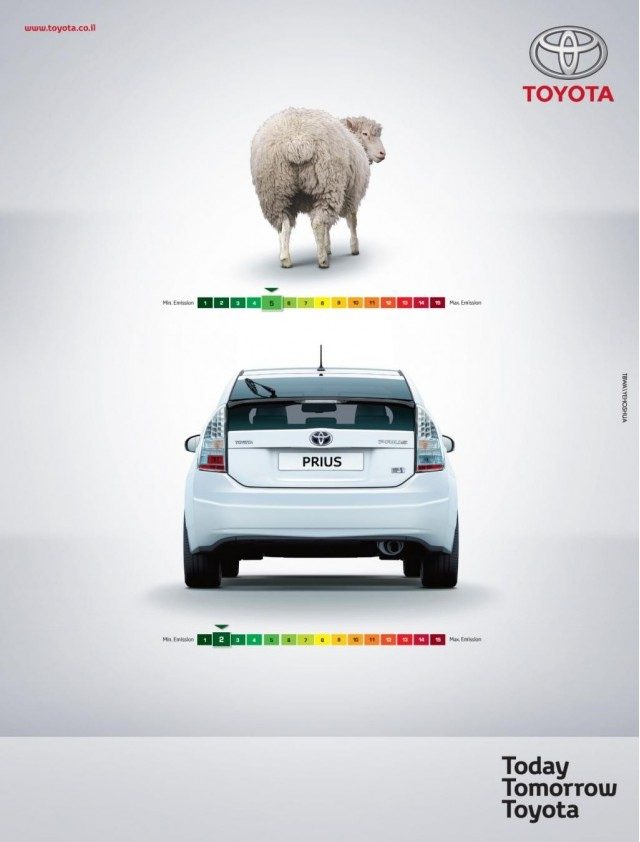 www.toyota.co.il
TOYOTA
Min. Emission 1 2 3 4 5 6 7 8 9 10 11 12 13 14 15 Max. Emission
TOYOTA
PRIUS
Min. Emission 1 2 3 4 5 6 7 8 9 10 11 12 13 14 15 Max. Emission
TBWA\YEHOSHUA
Today
Tomorrow
Toyota